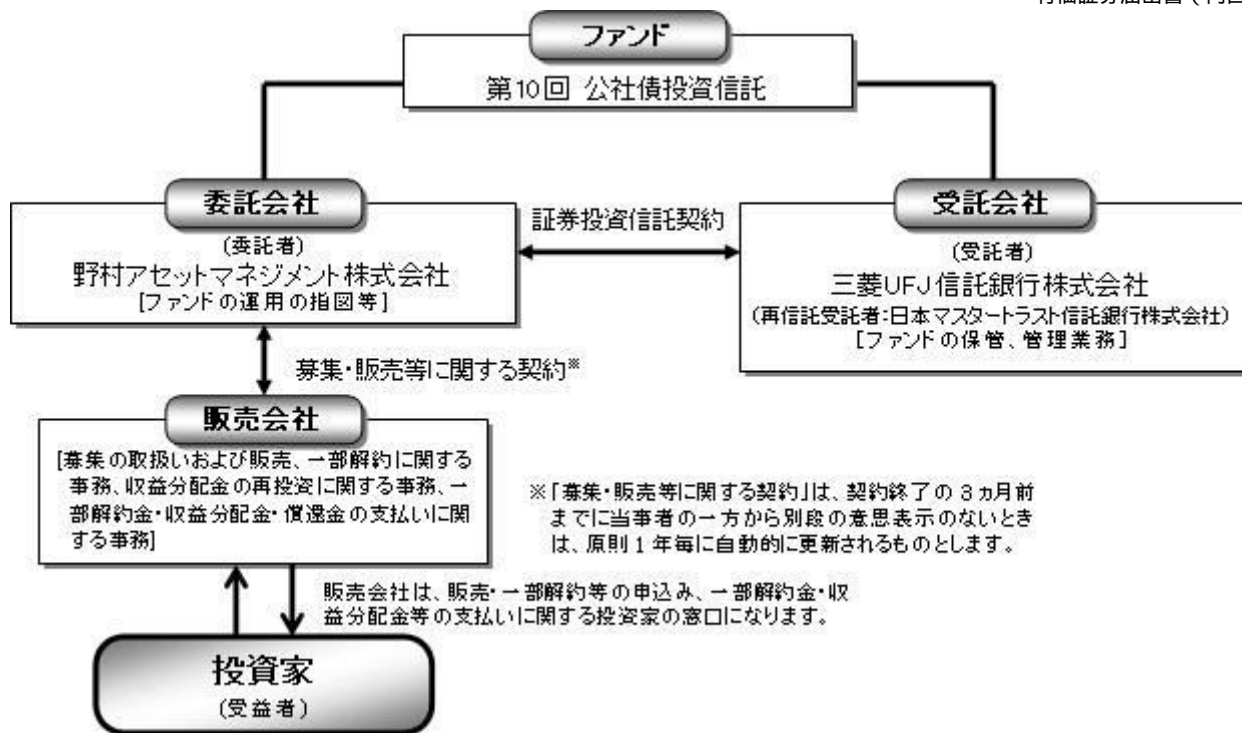 ファンド
第10回 公社債投資信託
委託会社
(委託者)
野村アセットマネジメント株式会社
[ファンドの運用の指図等]
証券投資信託契約
受託会社
(受託者)
三菱UFJ信託銀行株式会社
(再信託受託者:日本マスタートラスト信託銀行株式会社)
[ファンドの保管、管理業務]
募集・販売等に関する契約※
販売会社
[募集の取扱いおよび販売、一部解約に関する
事務、収益分配金の再投資に関する事務、一
部解約金・収益分配金・償還金の支払いに関
する事務]
※「募集・販売等に関する契約」は、契約終了の3ヵ月前
までに当事者の一方から別段の意思表示のないとき
は、原則1年毎に自動的に更新されるものとします。
販売会社は、販売・一部解約等の申込み、一部解約金・収
益分配金等の支払いに関する投資家の窓口になります。
投資家
(受益者)